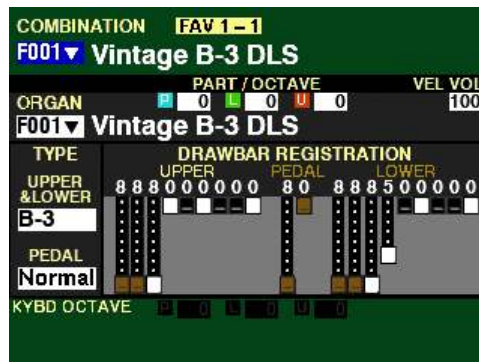 COMBINATION FAV 1–1
F001▼ Vintage B-3 DLS
PART / OCTAVE VEL VOL
ORGAN P 0 L 0 U 0 100
F001▼ Vintage B-3 DLS
TYPE DRAWBAR REGISTRATION
UPPER PEDAL LOWER
UPPER 888000000 80 888500000
&LOWER
B-3
PEDAL
Normal
KYBD OCTAVE P 0 L 0 U 0